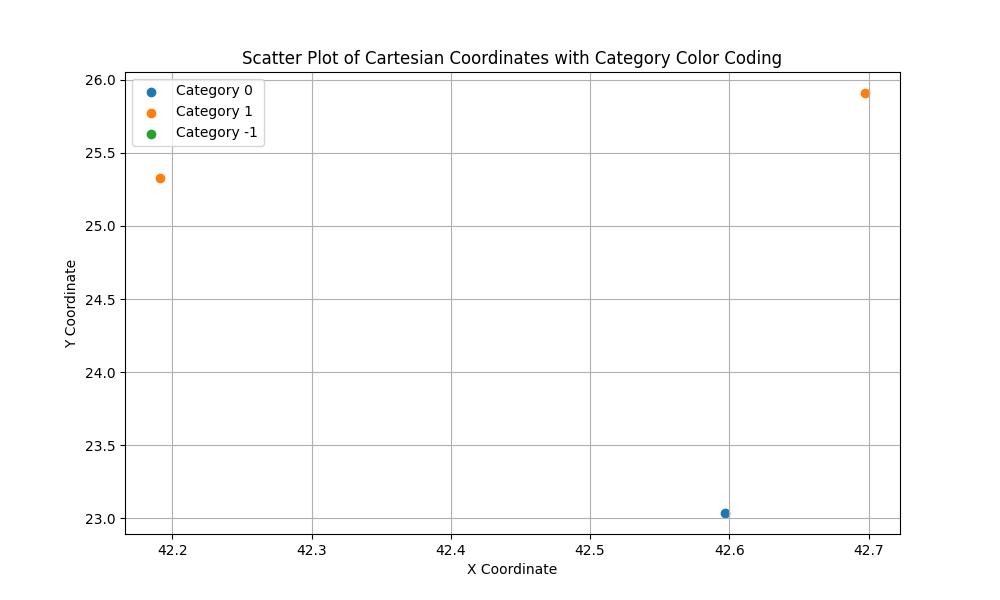 Scatter Plot of Cartesian Coordinates with Category Color Coding
Category 0
Category 1
Category -1
26.0
25.5
25.0
24.5
24.0
23.5
23.0
Y Coordinate
42.2 42.3 42.4 42.5 42.6 42.7
X Coordinate